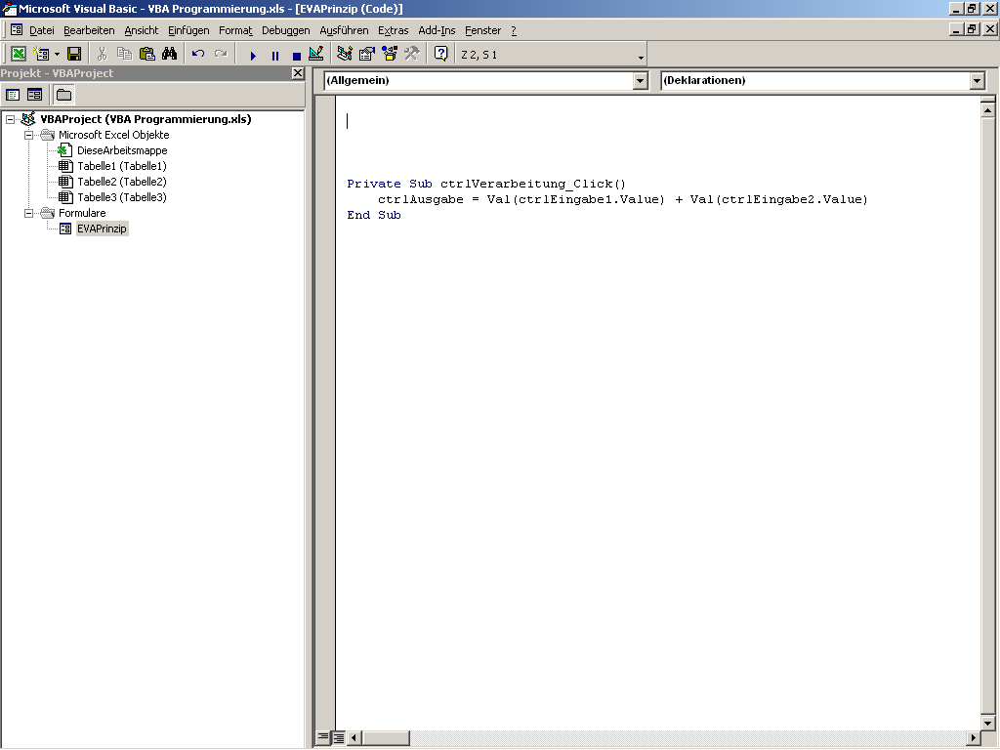 Microsoft Visual Basic - VBA Programmierung.xls - [EVAPrinzip (Code)]
Datei Bearbeiten Ansicht Einfügen Format Debuggen Ausführen Extras Add-Ins Fenster ?
Z 2, S 1
Projekt - VBAProject
(Allgemein) (Deklarationen)
VBAProject (VBA Programmierung.xls)
Microsoft Excel Objekte
DieseArbeitsmappe
Tabelle1 (Tabelle1)
Tabelle2 (Tabelle2)
Tabelle3 (Tabelle3)
Formulare
EVAPrinzip
Private Sub ctrlVerarbeitung_Click()
ctrlAusgabe = Val(ctrlEingabe1.Value) + Val(ctrlEingabe2.Value)
End Sub